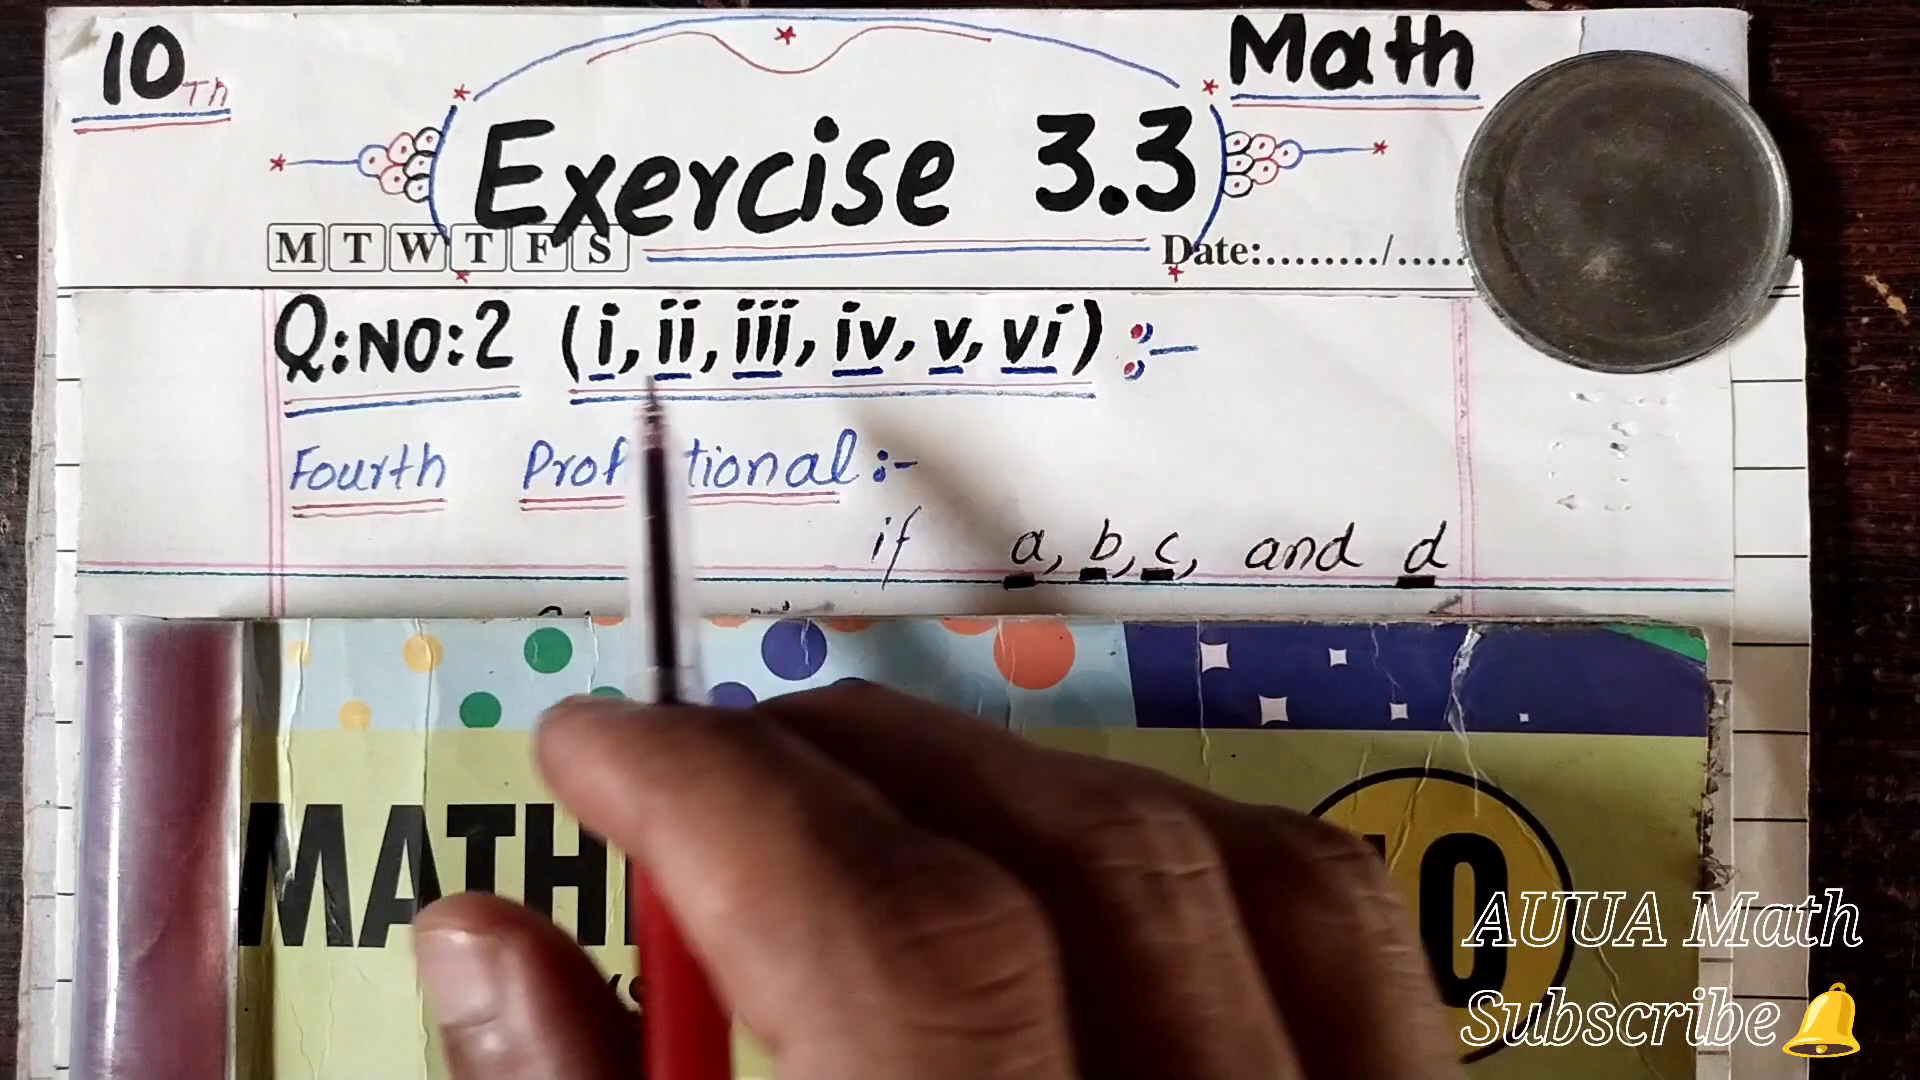 10Th
Math
Exercise 3.3
M T W T F S
Date:......../.....
Q:NO:2 (i, ii, iii, iv, v, vi) :-
Fourth
if a, b, c, and d
MATH
10
AUUA Math
Subscribe